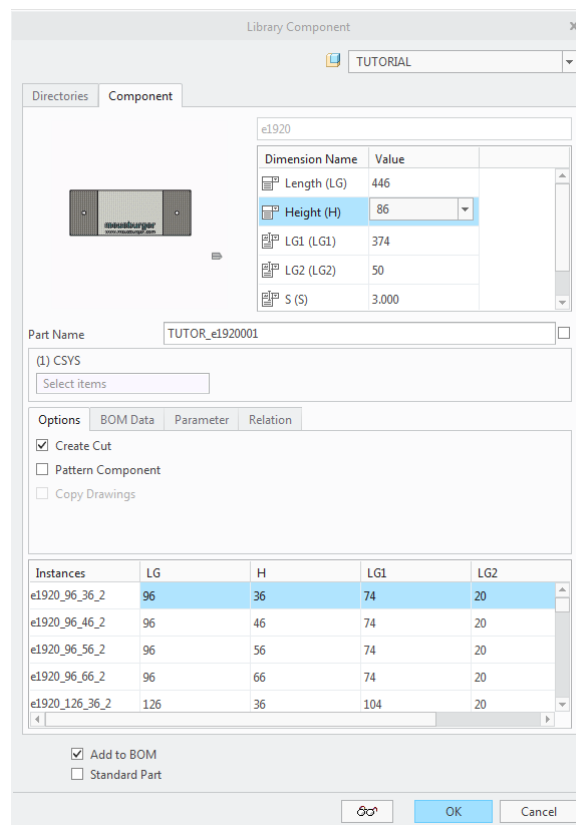 Library Component
TUTORIAL
Directories Component
e1920
Dimension Name Value
Length (LG) 446
Height (H) 86
LG1 (LG1) 374
LG2 (LG2) 50
S (S) 3.000
meusburger
www.meusburger.com
Part Name TUTOR_e1920001
(1) CSYS
Select items
Options BOM Data Parameter Relation
Create Cut
Pattern Component
Copy Drawings
Instances LG H LG1 LG2
e1920_96_36_2 96 36 74 20
e1920_96_46_2 96 46 74 20
e1920_96_56_2 96 56 74 20
e1920_96_66_2 96 66 74 20
e1920_126_36_2 126 36 104 20
Add to BOM
Standard Part
OK Cancel